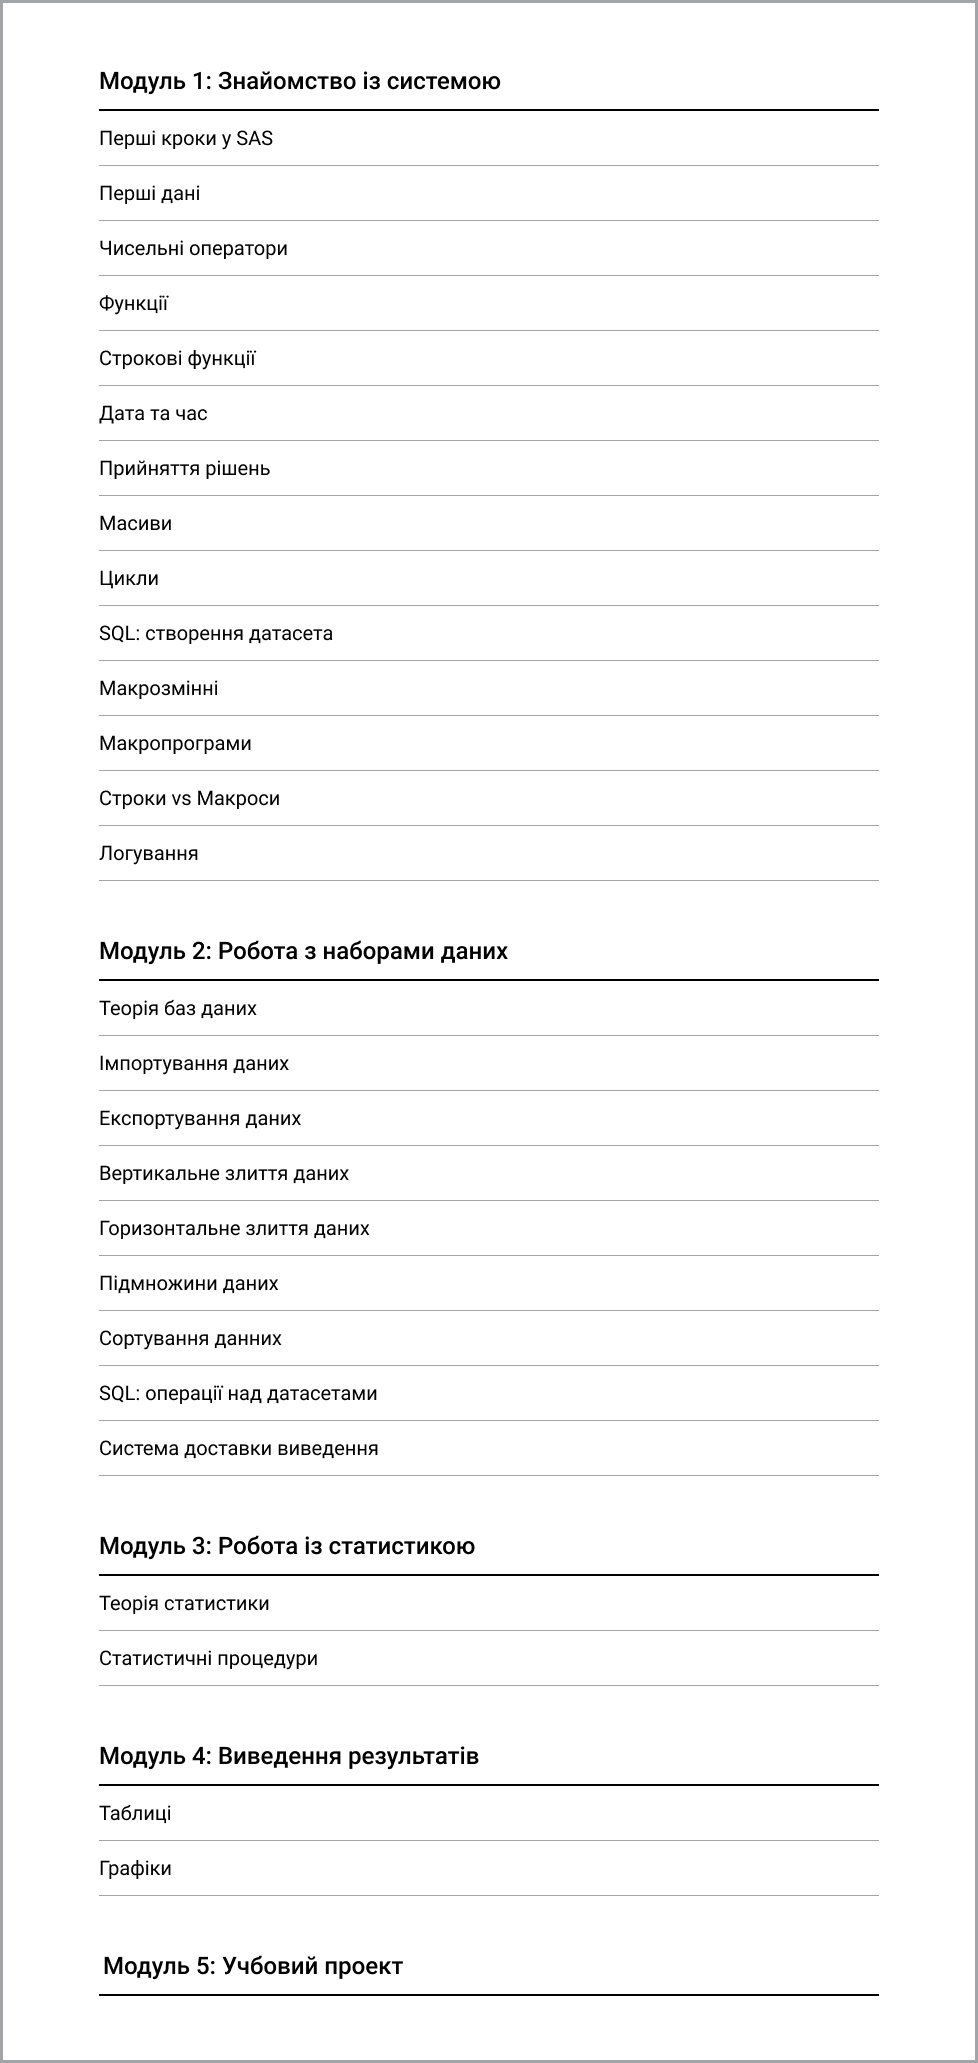 Модуль 1: Знайомство із системою
Перші кроки у SAS
Перші дані
Чисельні оператори
Функції
Строкові функції
Дата та час
Прийняття рішень
Масиви
Цикли
SQL: створення датасета
Макрозмінні
Макропрограми
Строки vs Макроси
Логування
Модуль 2: Робота з наборами даних
Теорія баз даних
Імпортування даних
Експортування даних
Вертикальне злиття даних
Горизонтальне злиття даних
Підмножини даних
Сортування данних
SQL: операції над датасетами
Система доставки виведення
Модуль 3: Робота із статистикою
Теорія статистики
Статистичні процедури
Модуль 4: Виведення результатів
Таблиці
Графіки
Модуль 5: Учбовий проект